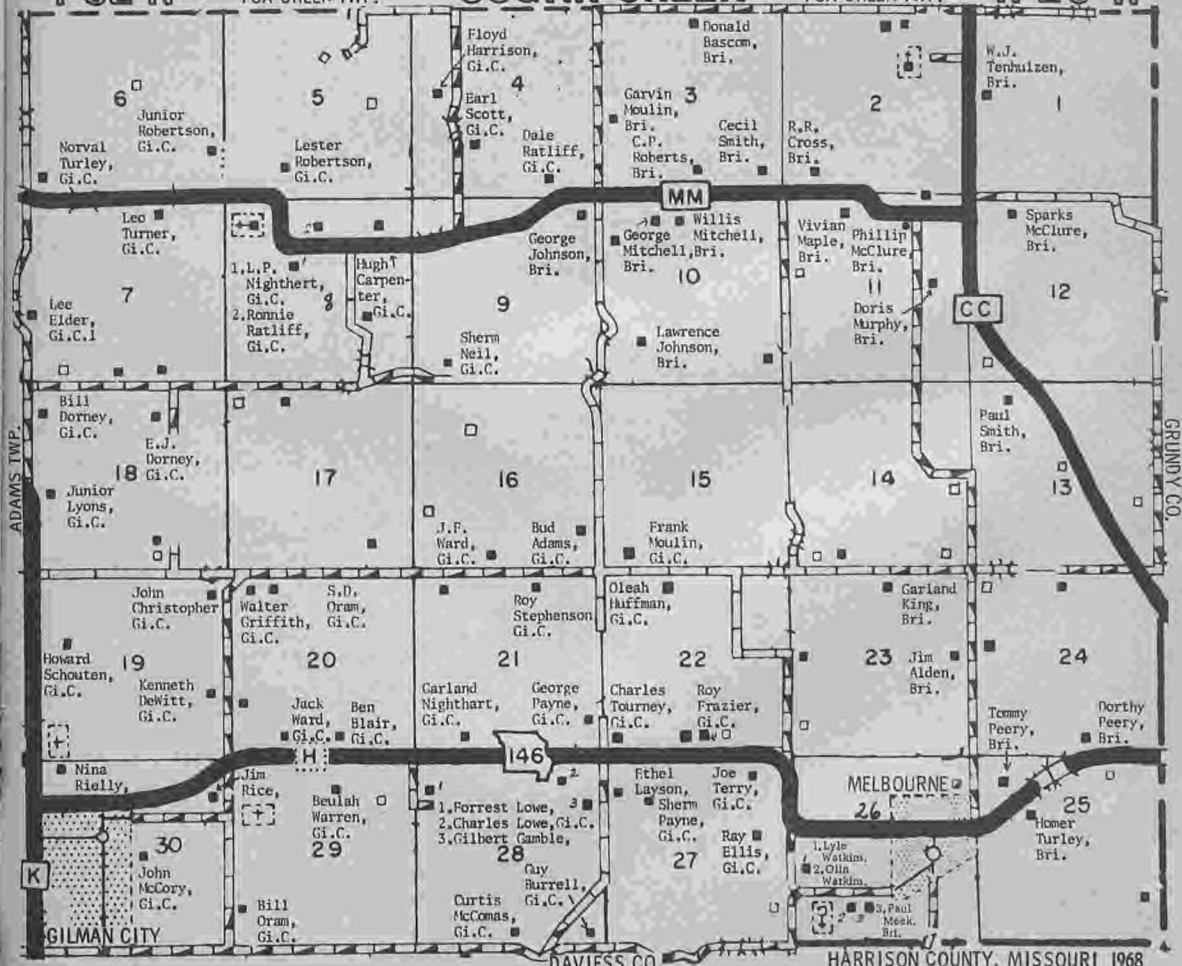 6
5
4
3
2
1
Junior
Robertson,
Gi.C.
Norval
Turley,
Gi.C.
Lester
Robertson,
Gi.C.
Floyd
Harrison,
Gi.C.
Earl
Scott,
Gi.C.
Dale
Ratliff,
Gi.C.
Donald
Bascom,
Bri.
Garvin
Moulin,
Bri.
C.P.
Roberts,
Bri.
Cecil
Smith,
Bri.
R.R.
Cross,
Bri.
W.J.
Tenhulzen,
Bri.
MM
Leo
Turner,
Gi.C.
7
Lee
Elder,
Gi.C.1
1.L.P.
Nighthert,
Gi.C.
2.Ronnie
Ratliff,
Gi.C.
8
Hugh
Carpen-
ter,
Gi.C.
9
Sherm
Neil,
Gi.C.
George
Johnson,
Bri.
George
Mitchell,
Bri.
Willis
Mitchell,
Bri.
10
Lawrence
Johnson,
Bri.
Vivian
Maple,
Bri.
Phillip
McClure,
Bri.
11
Doris
Murphy,
Bri.
Sparks
McClure,
Bri.
12
CC
ADAMS TWP.
Bill
Dorney,
Gi.C.
E.J.
Dorney,
Gi.C.
18
Junior
Lyons,
Gi.C.
17
16
J.F.
Ward,
Gi.C.
Bud
Adams,
Gi.C.
15
Frank
Moulin,
Gi.C.
14
Paul
Smith,
Bri.
13
GRUNDY CO.
John
Christopher
Gi.C.
Howard
Schouten,
Gi.C.
19
Kenneth
DeWitt,
Gi.C.
Walter
Griffith,
Gi.C.
S.D.
Oram,
Gi.C.
20
Jack
Ward,
Gi.C.
Ben
Blair,
Gi.C.
Roy
Stephenson
Gi.C.
21
Garland
Nighthart,
Gi.C.
George
Payne,
Gi.C.
Oleah
Huffman,
Gi.C.
22
Charles
Tourney,
Gi.C.
Roy
Frazier,
Gi.C.
Garland
King,
Bri.
23
Jim
Alden,
Bri.
24
Tommy
Peery,
Bri.
Dorthy
Peery,
Bri.
H
146
Nina
Rielly,
Jim
Rice,
K
30
John
McCory,
Gi.C.
GILMAN CITY
Beulah
Warren,
Gi.C.
29
Bill
Oram,
Gi.C.
1
2
3
1.Forrest Lowe,
2.Charles Lowe,Gi.C.
3.Gilbert Gamble,
28
Guy
Burrell,
Gi.C.
Curtis
McComas,
Gi.C.
Ethel
Layson,
Gi.C.
Sherm
Payne,
Gi.C.
Joe
Terry,
Gi.C.
27
Ray
Ellis,
Gi.C.
MELBOURNE
26
1.Lyle
Watkins,
2.Olin
Watkins,
2 3
3.Paul
Meek,
Bri.
25
Homer
Turley,
Bri.
DAVIESS CO.
HARRISON COUNTY, MISSOURI 1968